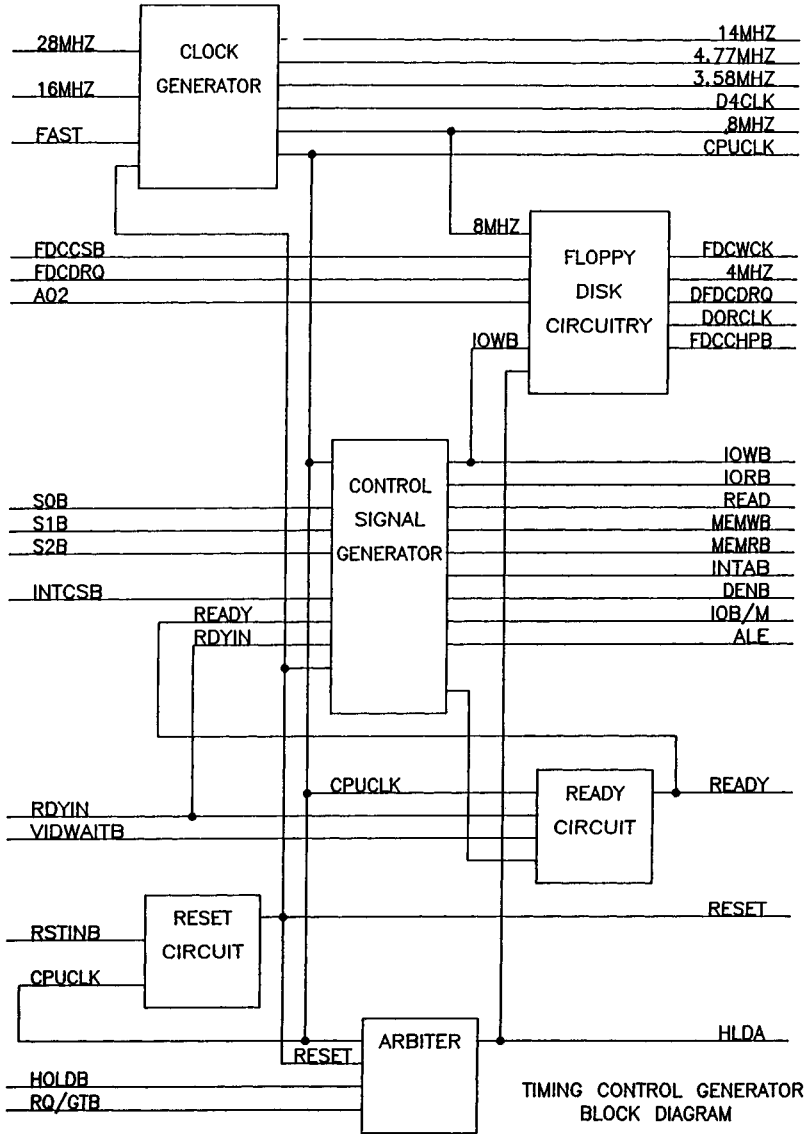 28MHZ
16MHZ
FAST
CLOCK
GENERATOR
14MHZ
4.77MHZ
3.58MHZ
D4CLK
8MHZ
CPUCLK
FDCCSB
FDCDRQ
A02
8MHZ
IOWB
FLOPPY
DISK
CIRCUITRY
FDCWCK
4MHZ
DFDCDRQ
DORCLK
FDCCHPB
S0B
S1B
S2B
INTCSB
READY
RDYIN
CONTROL
SIGNAL
GENERATOR
IOWB
IORB
READ
MEMWB
MEMRB
INTAB
DENB
IOB/M
ALE
RDYIN
VIDWAITB
CPUCLK
READY
CIRCUIT
READY
RSTINB
CPUCLK
RESET
CIRCUIT
RESET
RESET
HOLDB
RQ/GTB
ARBITER
HLDA
TIMING CONTROL GENERATOR
BLOCK DIAGRAM